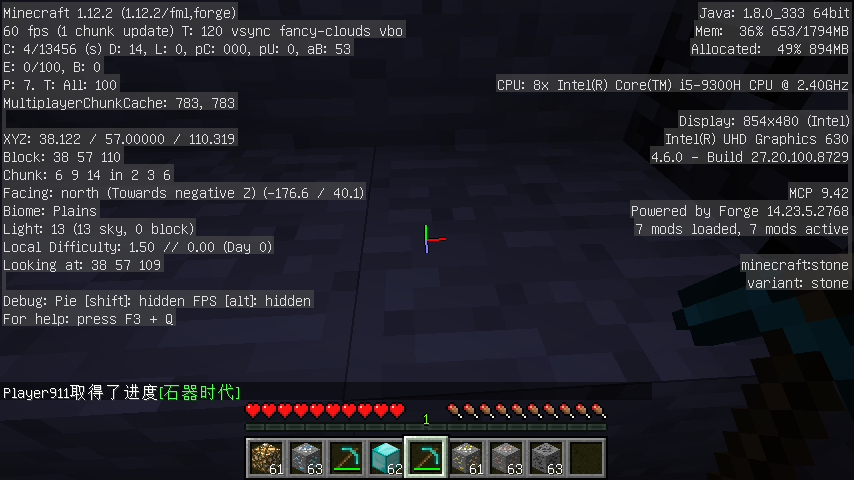 Minecraft 1.12.2 (1.12.2/fml,forge)
60 fps (1 chunk update) T: 120 vsync fancy-clouds vbo
C: 4/13456 (s) D: 14, L: 0, pC: 000, pU: 0, aB: 53
E: 0/100, B: 0
P: 7. T: All: 100
MultiplayerChunkCache: 783, 783
XYZ: 38.122 / 57.00000 / 110.319
Block: 38 57 110
Chunk: 6 9 14 in 2 3 6
Facing: north (Towards negative Z) (-176.6 / 40.1)
Biome: Plains
Light: 13 (13 sky, 0 block)
Local Difficulty: 1.50 // 0.00 (Day 0)
Looking at: 38 57 109
Debug: Pie [shift]: hidden FPS [alt]: hidden
For help: press F3 + Q
Java: 1.8.0_333 64bit
Mem: 36% 653/1794MB
Allocated: 49% 894MB
CPU: 8x Intel(R) Core(TM) i5-9300H CPU @ 2.40GHz
Display: 854x480 (Intel)
Intel(R) UHD Graphics 630
4.6.0 - Build 27.20.100.8729
MCP 9.42
Powered by Forge 14.23.5.2768
7 mods loaded, 7 mods active
minecraft:stone
variant: stone
Player911取得了进度[石器时代]
1
61 63 62 61 63 63